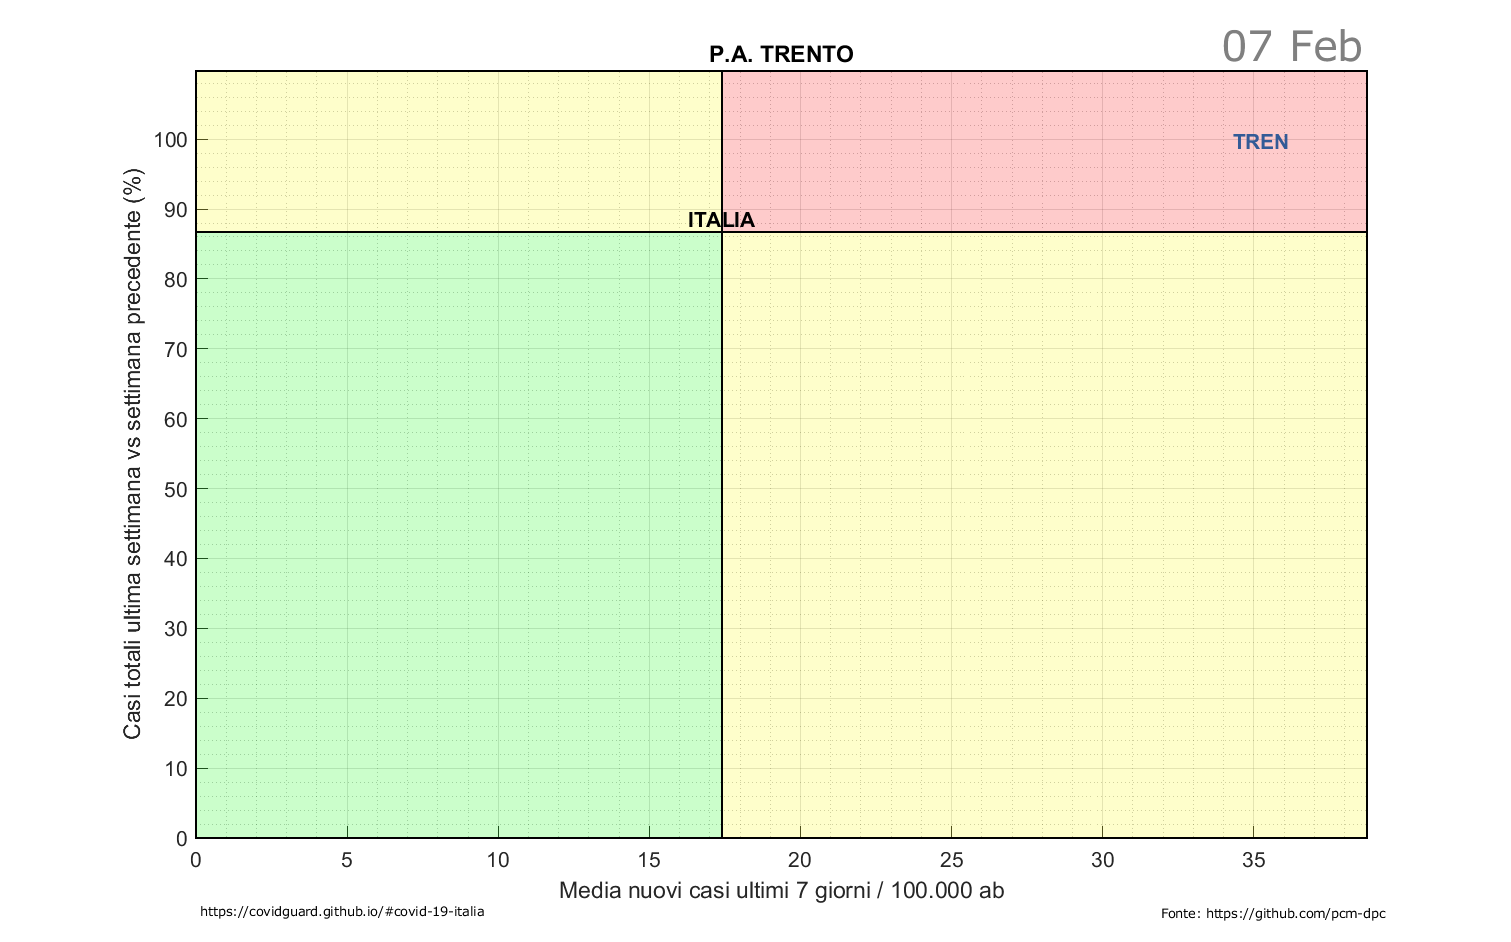 07 Feb
P.A. TRENTO
Casi totali ultima settimana vs settimana precedente (%)
100
90
80
70
60
50
40
30
20
10
0
TREN
ITALIA
0 5 10 15 20 25 30 35
Media nuovi casi ultimi 7 giorni / 100.000 ab
https://covidguard.github.io/#covid-19-italia
Fonte: https://github.com/pcm-dpc